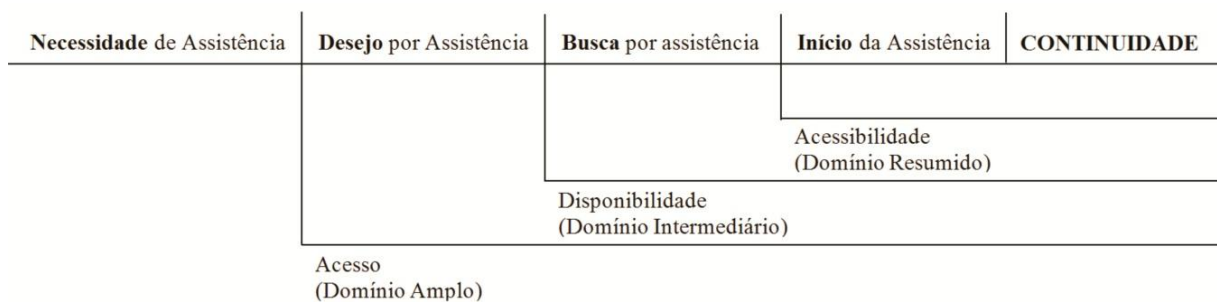 Necessidade de Assistência Desejo por Assistência Busca por assistência Início da Assistência CONTINUIDADE
Acessibilidade
(Domínio Resumido)
Disponibilidade
(Domínio Intermediário)
Acesso
(Domínio Amplo)